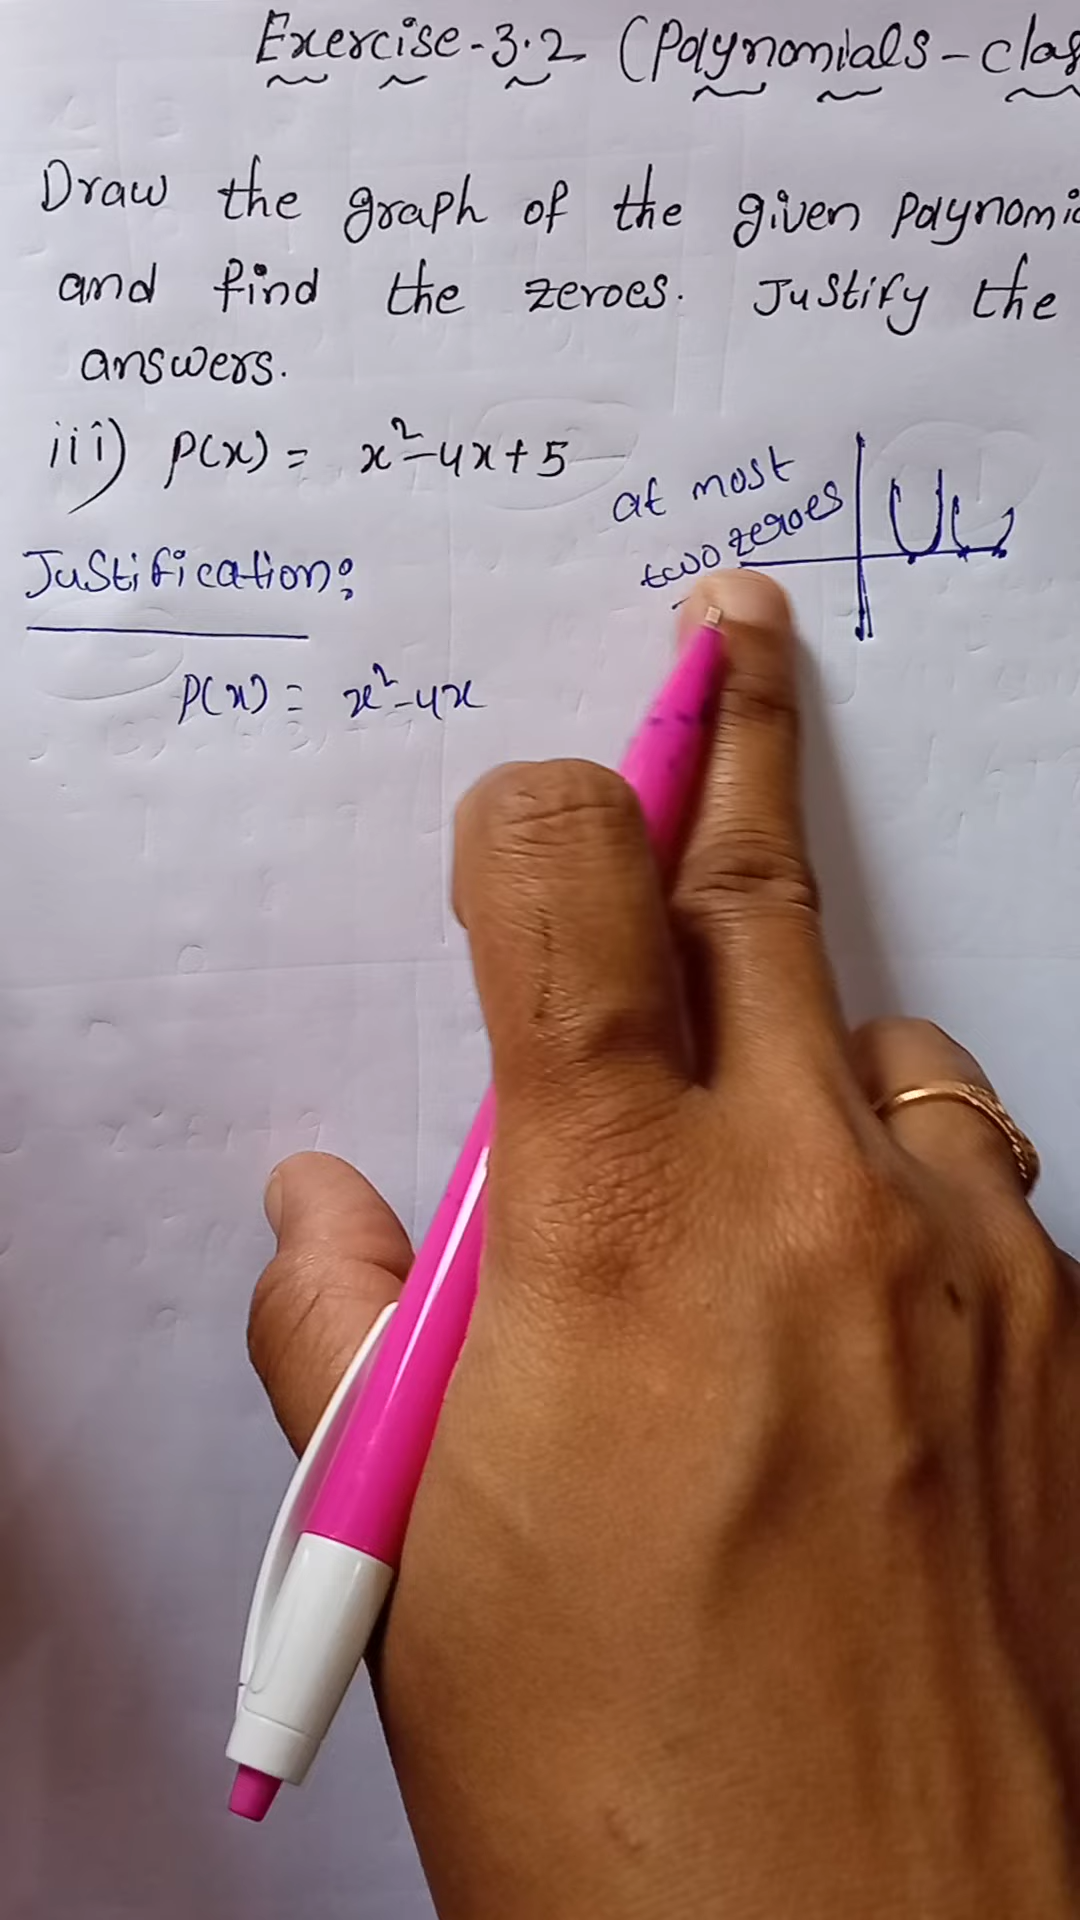 Exercise-3.2 (Polynomials-clas
Draw the graph of the given Polynomia
and find the zeroes. Justify the
answers.
iii) P(x) = x²-4x+5
at most
two zeroes
Justification:
P(x) = x²-4x